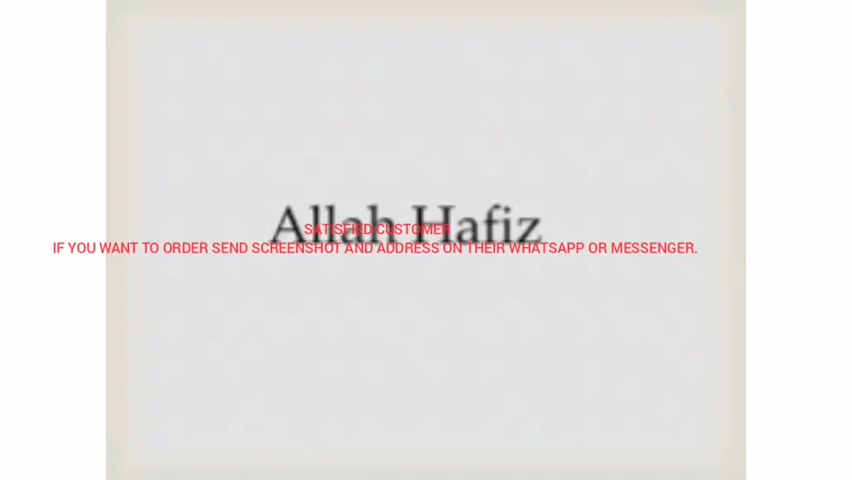 Allah Hafiz
SATISFIED CUSTOMER
IF YOU WANT TO ORDER SEND SCREENSHOT AND ADDRESS ON THEIR WHATSAPP OR MESSENGER.